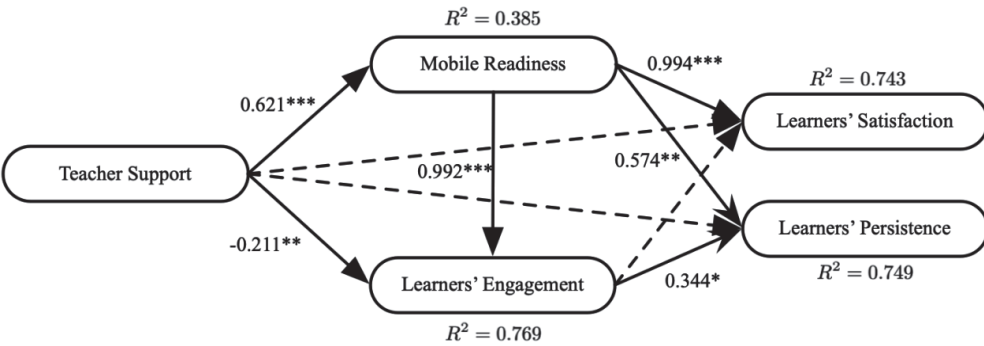 R² = 0.385
Mobile Readiness
0.994***
R² = 0.743
0.621***
Learners’ Satisfaction
0.574**
0.992***
Teacher Support
-0.211**
Learners’ Persistence
Learners’ Engagement
0.344*
R² = 0.749
R² = 0.769